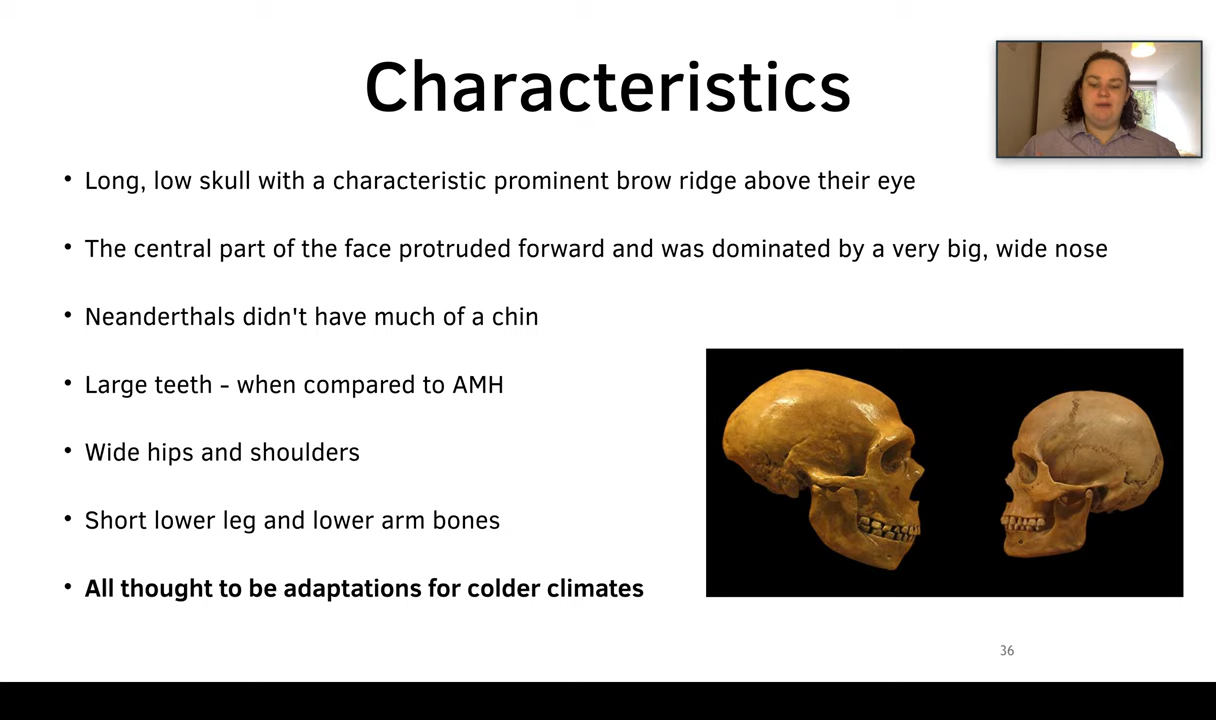 Characteristics
• Long, low skull with a characteristic prominent brow ridge above their eye
• The central part of the face protruded forward and was dominated by a very big, wide nose
• Neanderthals didn't have much of a chin
• Large teeth - when compared to AMH
• Wide hips and shoulders
• Short lower leg and lower arm bones
• All thought to be adaptations for colder climates
36